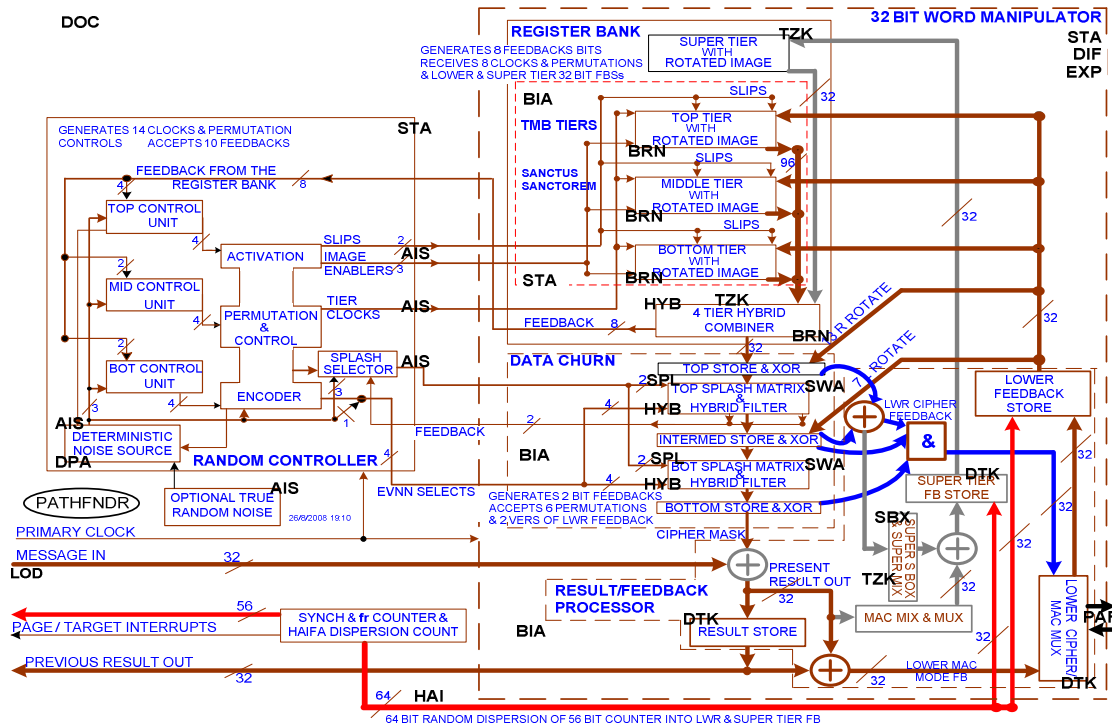 DOC
32 BIT WORD MANIPULATOR
STA
DIF
EXP
REGISTER BANK
GENERATES 8 FEEDBACKS BITS
RECEIVES 8 CLOCKS & PERMUTATIONS
& LOWER & SUPER TIER 32 BIT FBSs
TZK
SUPER TIER
WITH
ROTATED IMAGE
32
BIA
SLIPS
TMB TIERS
TOP TIER
WITH
ROTATED IMAGE
BRN
96
SLIPS
SANCTUS
SANCTOREM
MIDDLE TIER
WITH
ROTATED IMAGE
BRN
32
SLIPS
BOTTOM TIER
WITH
ROTATED IMAGE
BRN
STA
GENERATES 14 CLOCKS & PERMUTATION
CONTROLS
ACCEPTS 10 FEEDBACKS
STA
FEEDBACK FROM THE
REGISTER BANK
4
8
TOP CONTROL
UNIT
4
SLIPS
2
AIS
IMAGE
ENABLERS
3
ACTIVATION
2
MID CONTROL
UNIT
4
TIER
CLOCKS
AIS
PERMUTATION
&
CONTROL
2
BOT CONTROL
UNIT
4
SPLASH
SELECTOR
AIS
3
ENCODER
1
3
AIS
DETERMINISTIC
NOISE SOURCE
DPA
RANDOM CONTROLLER
4
HYB
TZK
4 TIER HYBRID
COMBINER
BRN
FEEDBACK
8
32
R ROTATE
32
7
ROTATE
DATA CHURN
TOP STORE & XOR
2
SPL
SWA
TOP SPLASH MATRIX
&
HYBRID FILTER
4
HYB
FEEDBACK
2
INTERMED STORE & XOR
2
SPL
SWA
BOT SPLASH MATRIX
&
HYBRID FILTER
4
HYB
BIA
GENERATES 2 BIT FEEDBACKS
ACCEPTS 6 PERMUTATIONS
& 2 VERS OF LWR FEEDBACK
BOTTOM STORE & XOR
CIPHER MASK
LWR CIPHER
FEEDBACK
&
LOWER
FEEDBACK
STORE
32
DTK
SUPER TIER
FB STORE
32
32
SBX
SUPER S BOX
& SUPER MIX
TZK
32
32
PATHFNDR
OPTIONAL TRUE
RANDOM NOISE
AIS
26/8/2008 19:10
EVNN SELECTS
PRIMARY CLOCK
MESSAGE IN
32
LOD
RESULT/FEEDBACK
PROCESSOR
PRESENT
RESULT OUT
32
MAC MIX & MUX
DTK
RESULT STORE
BIA
LOWER CIPHER/
MAC MUX
DTK
56
SYNCH & fr COUNTER &
HAIFA DISPERSION COUNT
PAGE / TARGET INTERRUPTS
PREVIOUS RESULT OUT
32
32
LOWER MAC
MODE FB
64
HAI
64 BIT RANDOM DISPERSION OF 56 BIT COUNTER INTO LWR & SUPER TIER FB